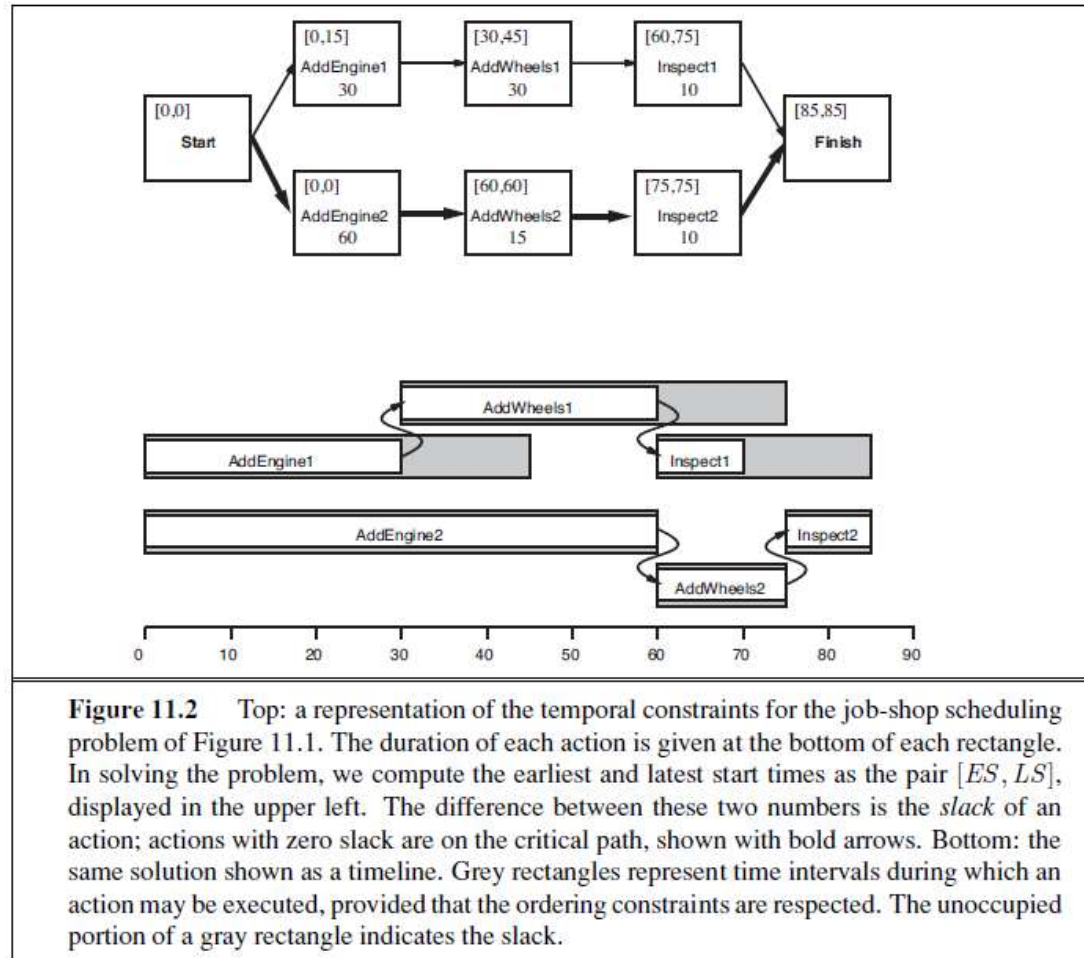 [0,15]
AddEngine1
30
[30,45]
AddWheels1
30
[60,75]
Inspect1
10
[0,0]
Start
[85,85]
Finish
[0,0]
AddEngine2
60
[60,60]
AddWheels2
15
[75,75]
Inspect2
10
AddWheels1
AddEngine1
Inspect1
AddEngine2
Inspect2
AddWheels2
0 10 20 30 40 50 60 70 80 90
Figure 11.2 Top: a representation of the temporal constraints for the job-shop scheduling
problem of Figure 11.1. The duration of each action is given at the bottom of each rectangle.
In solving the problem, we compute the earliest and latest start times as the pair [ES, LS],
displayed in the upper left. The difference between these two numbers is the slack of an
action; actions with zero slack are on the critical path, shown with bold arrows. Bottom: the
same solution shown as a timeline. Grey rectangles represent time intervals during which an
action may be executed, provided that the ordering constraints are respected. The unoccupied
portion of a gray rectangle indicates the slack.